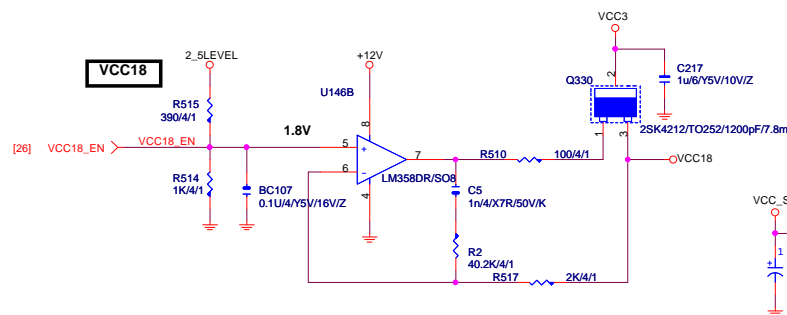 VCC3
VCC18
2_5LEVEL
+12V
C217
1u/6/Y5V/10V/Z
Q330
U146B
2
R515
390/4/1
1.8V
8
1
3
2SK4212/TO252/1200pF/7.8m
[26]
VCC18_EN
VCC18_EN
5
+
7
R510
100/4/1
VCC18
6
-
LM358DR/SO8
4
R514
1K/4/1
BC107
0.1U/4/Y5V/16V/Z
C5
1n/4/X7R/50V/K
VCC_S
R2
40.2K/4/1
1
+
R517
2K/4/1